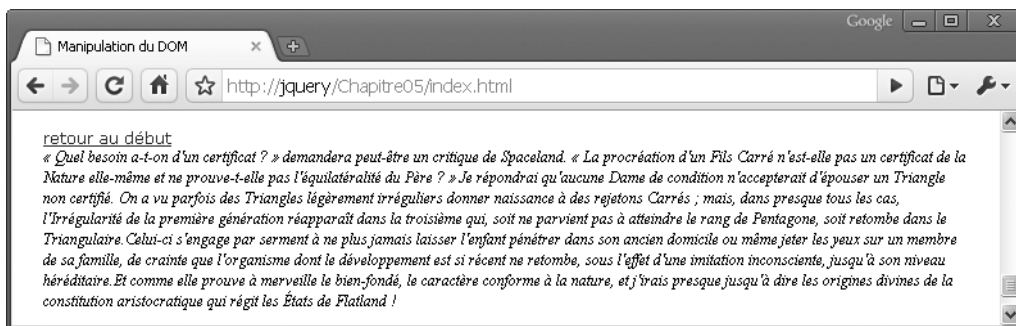 Google
Manipulation du DOM
http://jquery/Chapitre05/index.html
retour au début
« Quel besoin a-t-on d'un certificat ? » demandera peut-être un critique de Spaceland. « La procréation d'un Fils Carré n'est-elle pas un certificat de la
Nature elle-même et ne prouve-t-elle pas l'équilatéralité du Père ? » Je répondrai qu'aucune Dame de condition n'accepterait d'épouser un Triangle
non certifié. On a vu parfois des Triangles légèrement irréguliers donner naissance à des rejetons Carrés ; mais, dans presque tous les cas,
l'Irrégularité de la première génération réapparaît dans la troisième qui, soit ne parvient pas à atteindre le rang de Pentagone, soit retombe dans le
Triangulaire.Celui-ci s'engage par serment à ne plus jamais laisser l'enfant pénétrer dans son ancien domicile ou même jeter les yeux sur un membre
de sa famille, de crainte que l'organisme dont le développement est si récent ne retombe, sous l'effet d'une imitation inconsciente, jusqu'à son niveau
héréditaire.Et comme elle prouve à merveille le bien-fondé, le caractère conforme à la nature, et j'irais presque jusqu'à dire les origines divines de la
constitution aristocratique qui régit les États de Flatland !